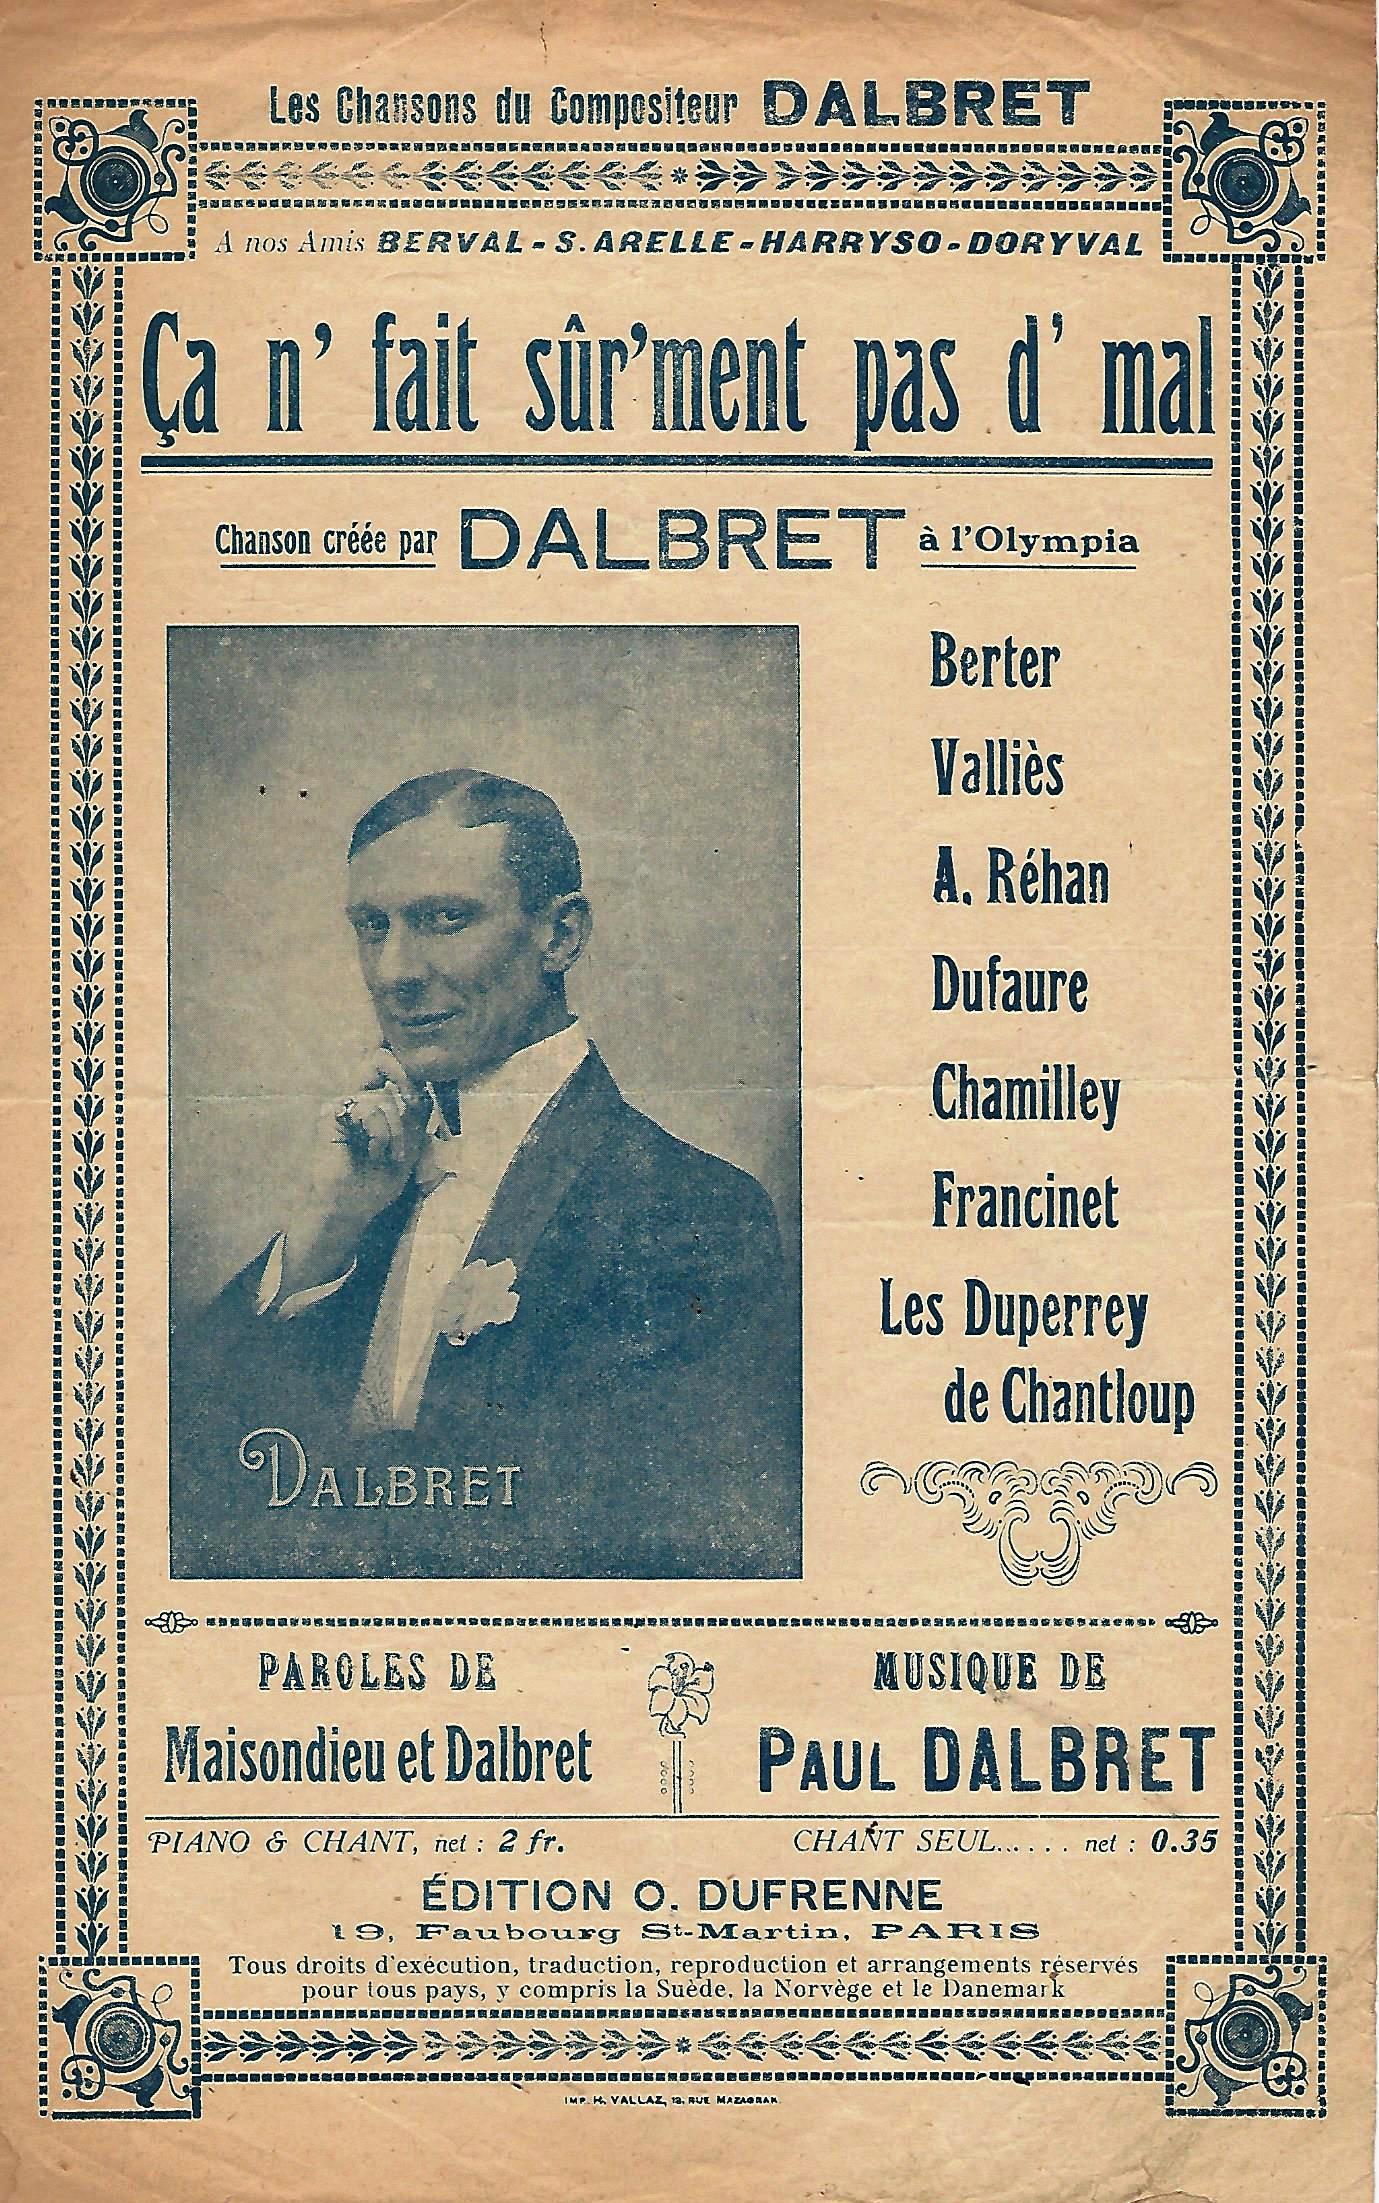 Les Chansons du Compositeur DALBRET
A nos Amis BERVAL - S. ARELLE - HARRYSO - DORYVAL
Ça n' fait sûr'ment pas d' mal
Chanson créée par DALBRET à l'Olympia
Berter
Valliès
A. Réhan
Dufaure
Chamilley
Francinet
Les Duperrey
de Chantloup
DALBRET
PAROLES DE
Maisondieu et Dalbret
MUSIQUE DE
PAUL DALBRET
PIANO & CHANT, net : 2 fr.
CHANT SEUL...... net : 0.35
ÉDITION O. DUFRENNE
19, Faubourg St-Martin, PARIS
Tous droits d'exécution, traduction, reproduction et arrangements réservés
pour tous pays, y compris la Suède, la Norvège et le Danemark
IMP. H. VALLAZ, 13, RUE MAZAGRAN.